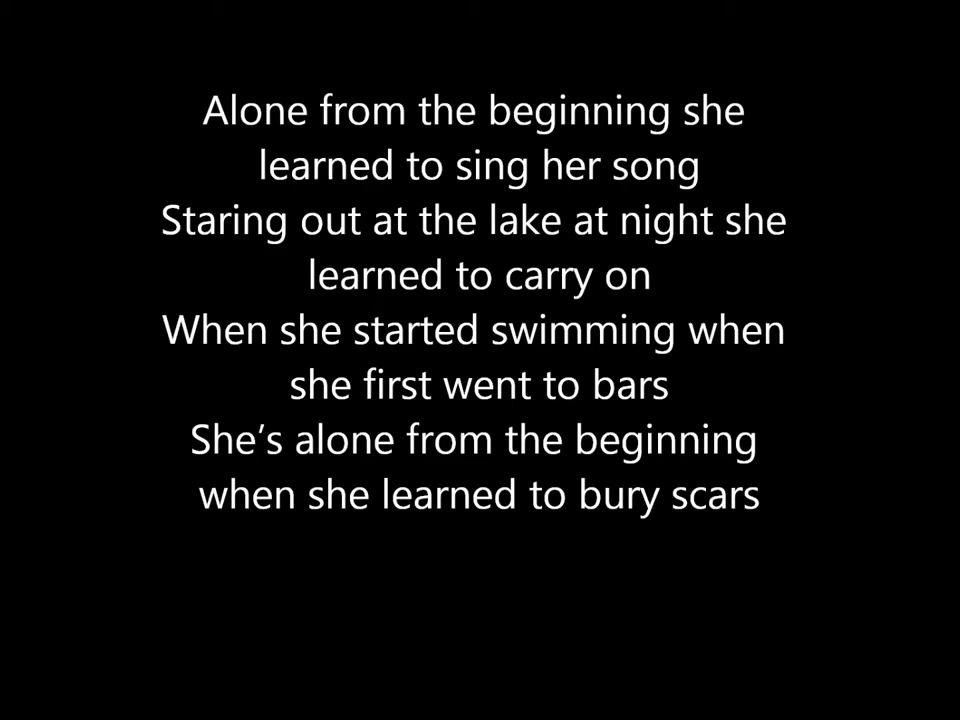 Alone from the beginning she
learned to sing her song
Staring out at the lake at night she
learned to carry on
When she started swimming when
she first went to bars
She’s alone from the beginning
when she learned to bury scars